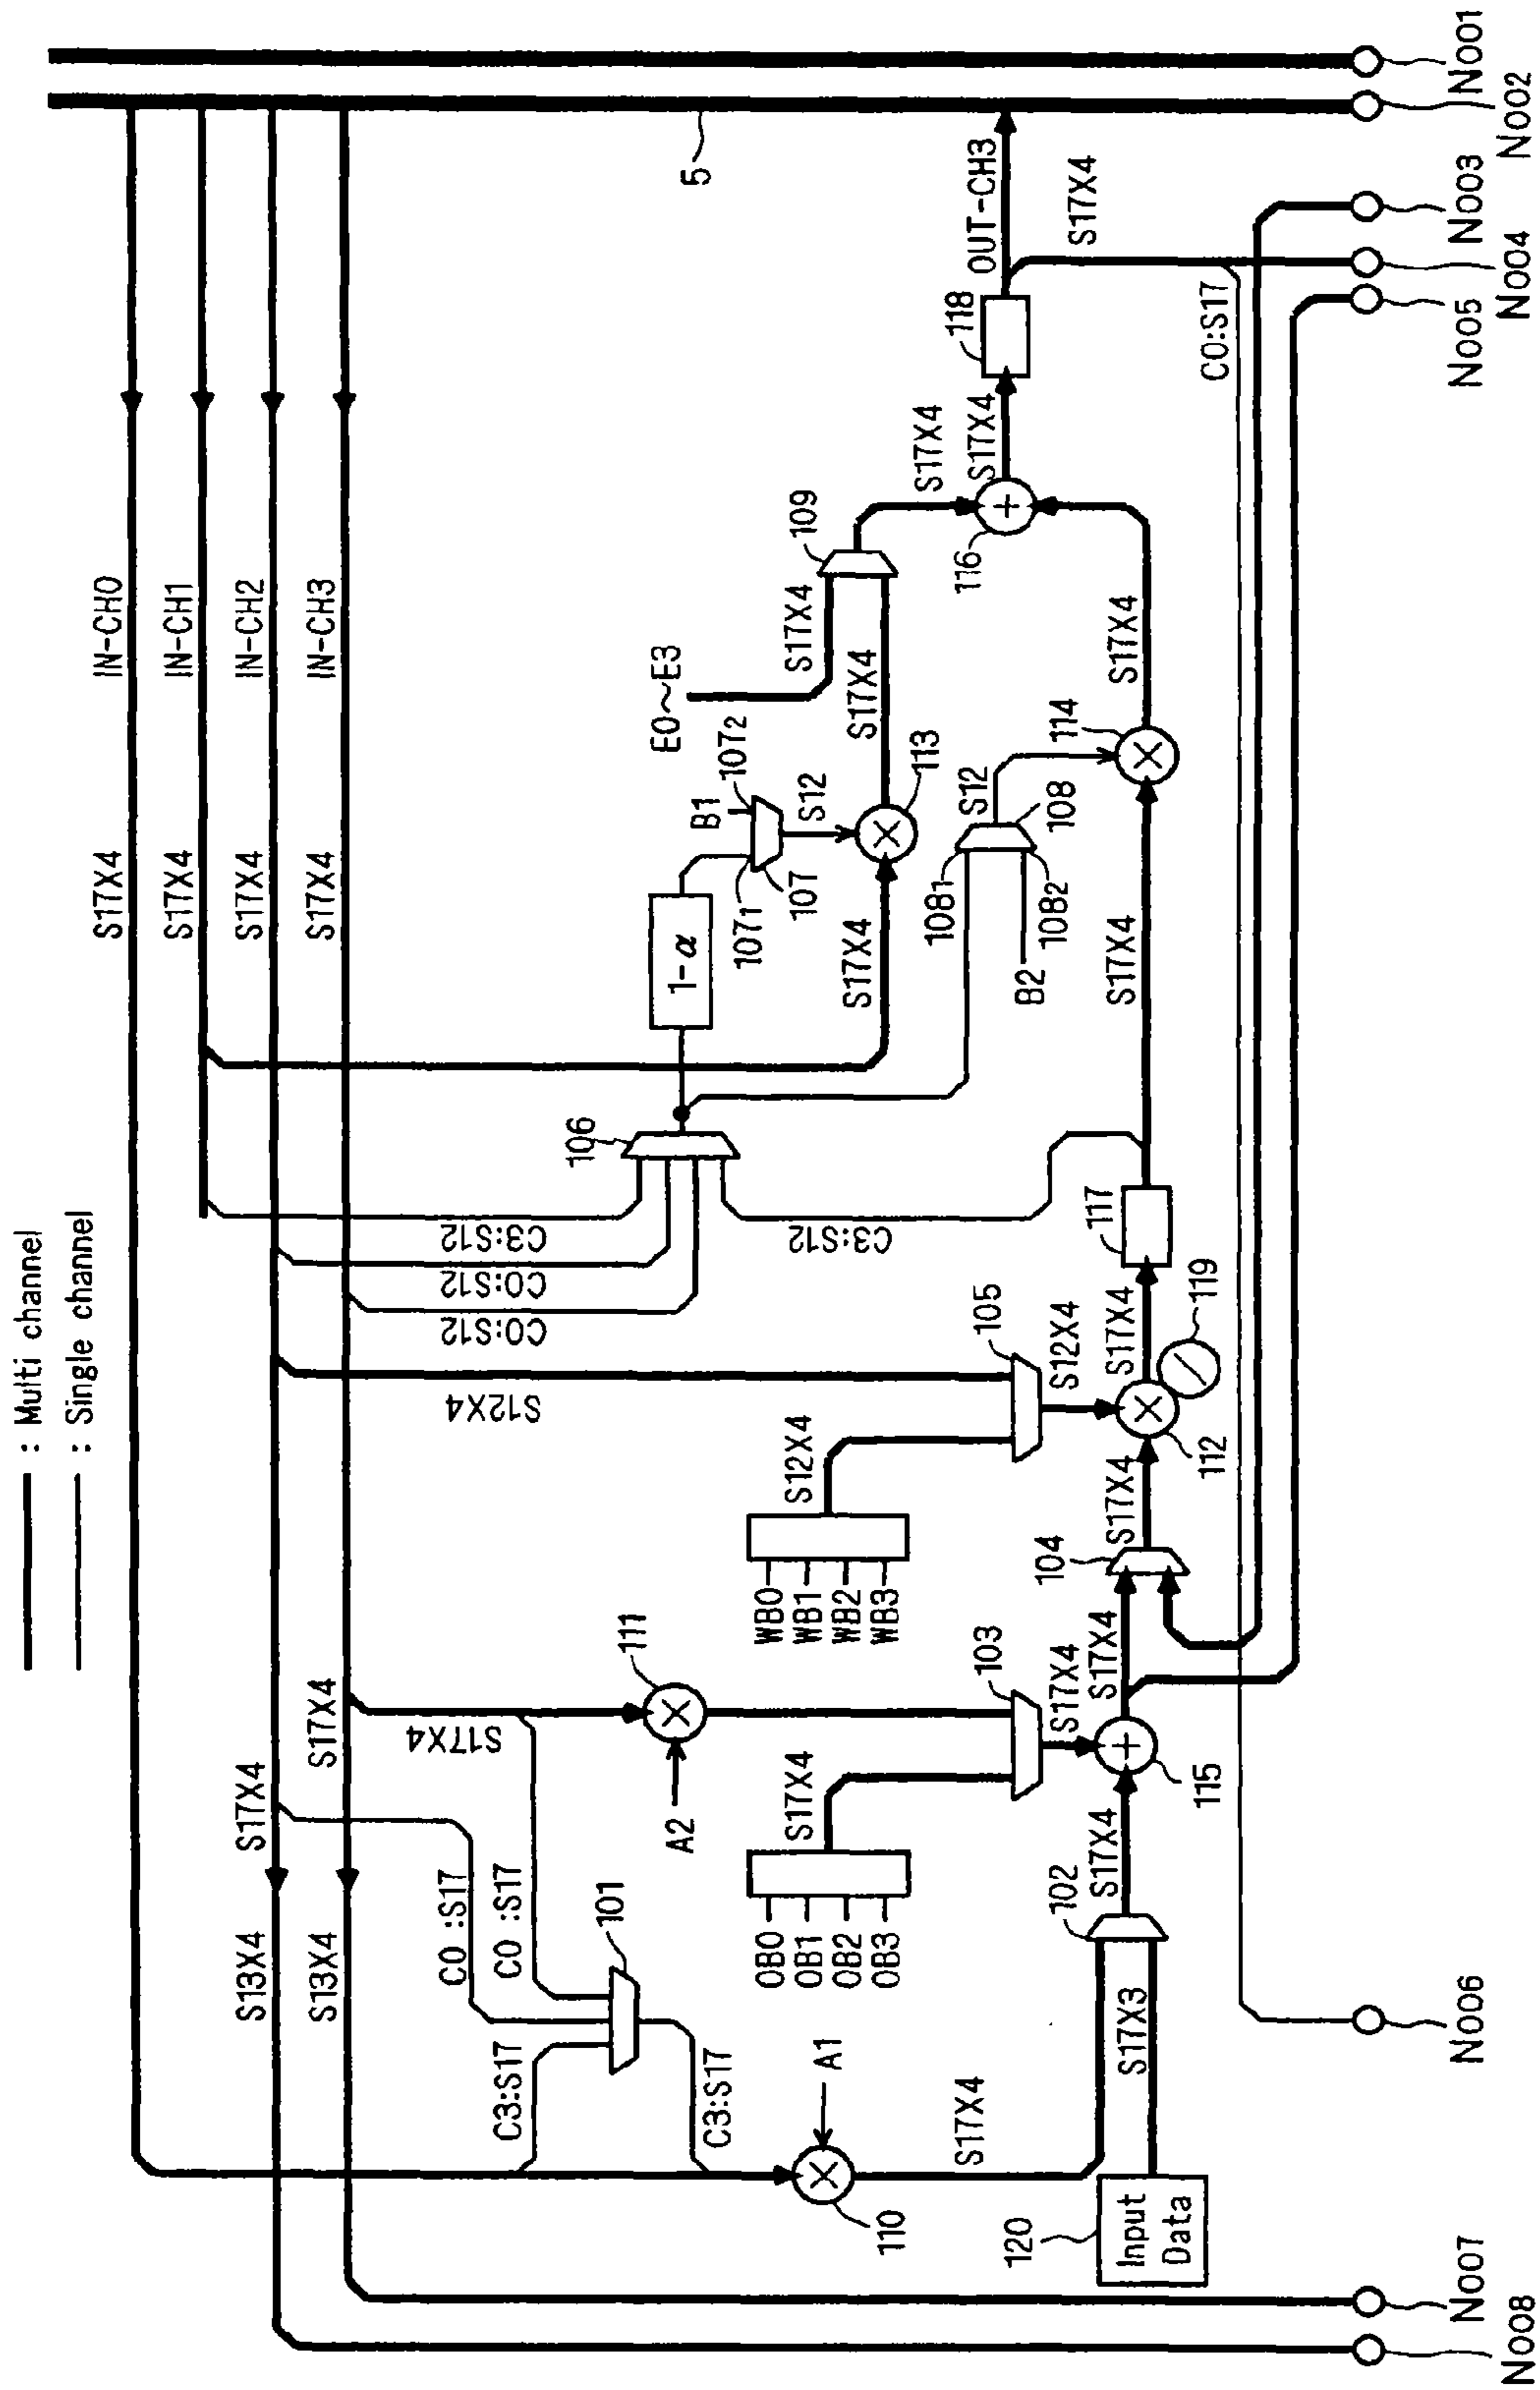 : Multi channel
: Single channel
S17X4 IN-CH0
S17X4 IN-CH1
S13X4 S17X4 S17X4 IN-CH2
S13X4 S17X4 S17X4 IN-CH3
C3:S17
C0 :S17
C0 :S17
101
C3:S17
S17X4
111
A2
S12X4
C0:S12
C0:S12
C3:S12
106
C3:S12
1-α
1071
107
B1
1072
S12
E0~E3
5
A1
110
S17X4
OB0
OB1
OB2
OB3
S17X4
103
WB0
WB1
WB2
WB3
S12X4
105
S12X4
S17X4
113
S17X4
S17X4
109
S17X4
1081
B2
1082
108
S12
114
116
S17X4
118
OUT-CH3
S17X4
120
Input
Data
S17X3
102
S17X4
115
S17X4
S17X4
104
S17X4
112
S17X4
119
117
S17X4
S17X4
C0:S17
N008
N007
N006
N005
N004
N003
N002
N001